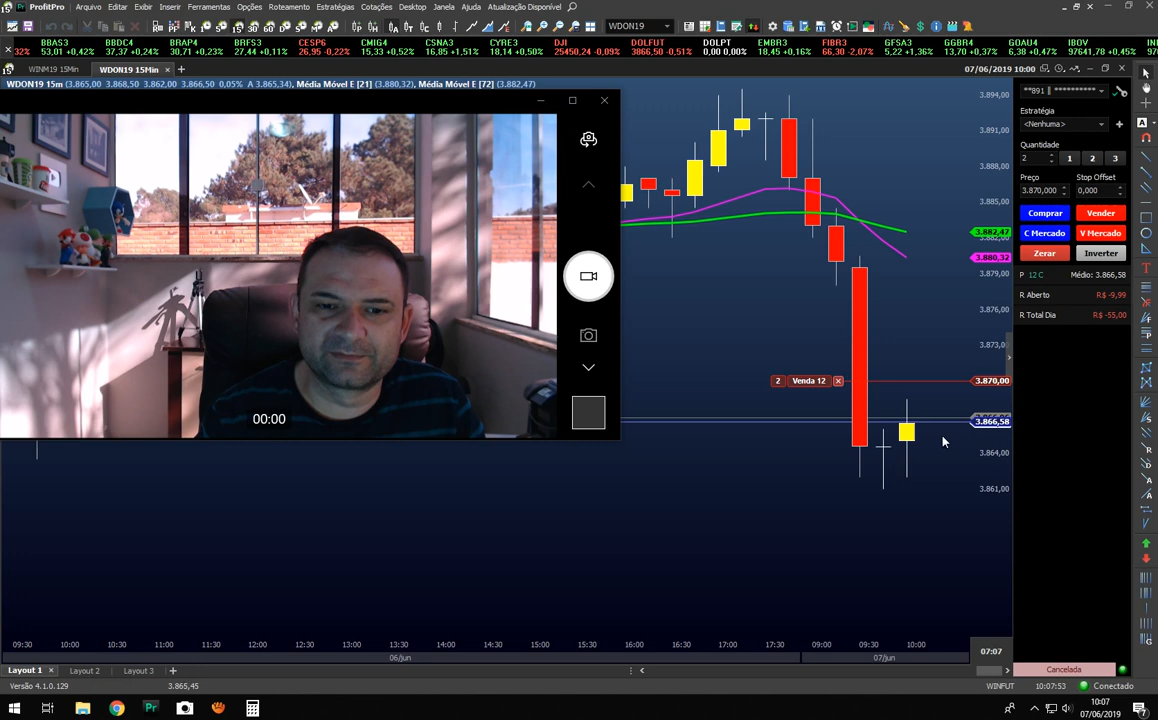 ProfitPro Arquivo Editar Exibir Inserir Ferramentas Opções Roteamento Estratégias Cotações Desktop Janela Ajuda Atualização Disponível
WDON19
BBAS3 BBDC4 BRAP4 BRFS3 CESP6 CMIG4 CSNA3 CYRE3 DJI DOLFUT DOLPT EMBR3 FIBR3 GFSA3 GGBR4 GOAU4 IBOV
32% 53,01 +0,42% 37,37 +0,24% 30,71 +0,23% 27,44 +0,11% 26,95 -0,22% 15,33 +0,52% 16,85 +1,51% 18,14 +0,50% 25450,24 -0,09% 3866,50 -0,51% 0,00 0,00% 18,45 +0,16% 66,30 -2,07% 5,22 +1,36% 13,70 +0,37% 6,38 +0,47% 97641,78 +0,45%
WINM19 15Min WDON19 15Min 07/06/2019 10:00
WDON19 15m (3.865,00 3.868,50 3.862,00 3.866,50 0,05% A 3.865,34), Média Móvel E [21] (3.880,32), Média Móvel E [72] (3.882,47)
00:00
3.894,00
3.891,00
3.888,00
3.885,00
3.882,47
3.880,32
3.879,00
3.876,00
3.873,00
2 Venda 12 3.870,00
3.866,58
3.864,00
3.861,00
**891 **********
Estratégia
<Nenhuma>
Quantidade
2 1 2 3
Preço Stop Offset
3.870,000 0,000
Comprar Vender
C Mercado V Mercado
Zerar Inverter
P 12 C Médio: 3.866,58
R Aberto R$ -9,99
R Total Dia R$ -55,00
09:30 10:00 10:30 11:00 11:30 12:00 12:30 13:00 13:30 14:00 14:30 15:00 15:30 16:00 16:30 17:00 17:30 09:00 09:30 10:00
06/jun 07/jun
07:07
Layout 1 Layout 2 Layout 3
Cancelada
Versão 4.1.0.129 3.865,45 WINFUT 10:07:53 Conectado
10:07
07/06/2019